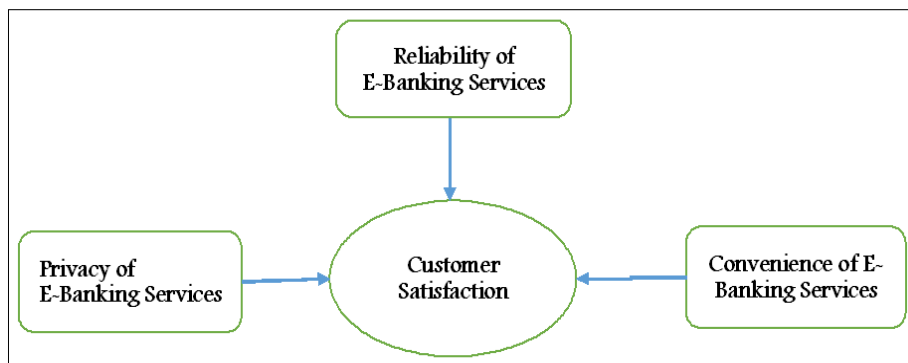 Reliability of
E-Banking Services
Privacy of
E-Banking Services
Customer
Satisfaction
Convenience of E-
Banking Services